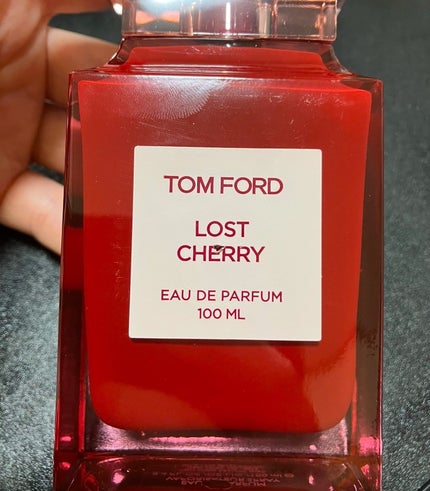 TOM FORD
LOST
CHERRY
EAU DE PARFUM
100 ML